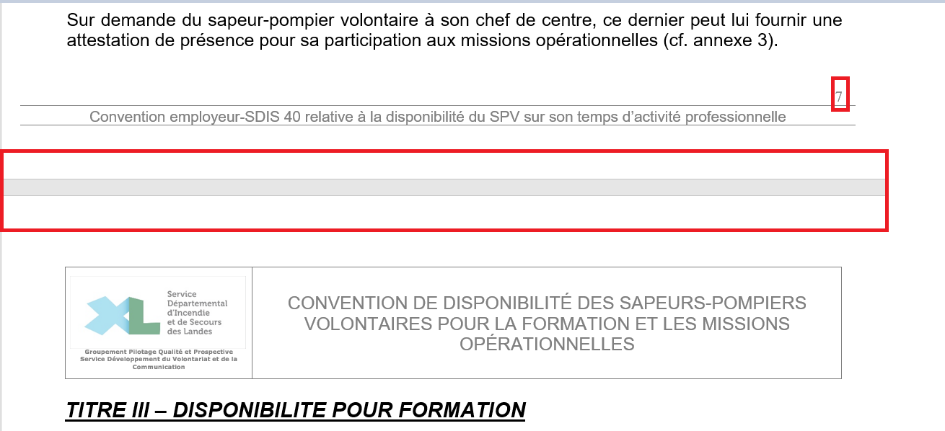 Sur demande du sapeur-pompier volontaire à son chef de centre, ce dernier peut lui fournir une
attestation de présence pour sa participation aux missions opérationnelles (cf. annexe 3).
7
Convention employeur-SDIS 40 relative à la disponibilité du SPV sur son temps d'activité professionnelle
XL
Service
Départemental
d'Incendie
et de Secours
des Landes
Groupement Pilotage Qualité et Prospective
Service Développement du Volontariat et de la
Communication
CONVENTION DE DISPONIBILITÉ DES SAPEURS-POMPIERS
VOLONTAIRES POUR LA FORMATION ET LES MISSIONS
OPÉRATIONNELLES
TITRE III – DISPONIBILITE POUR FORMATION